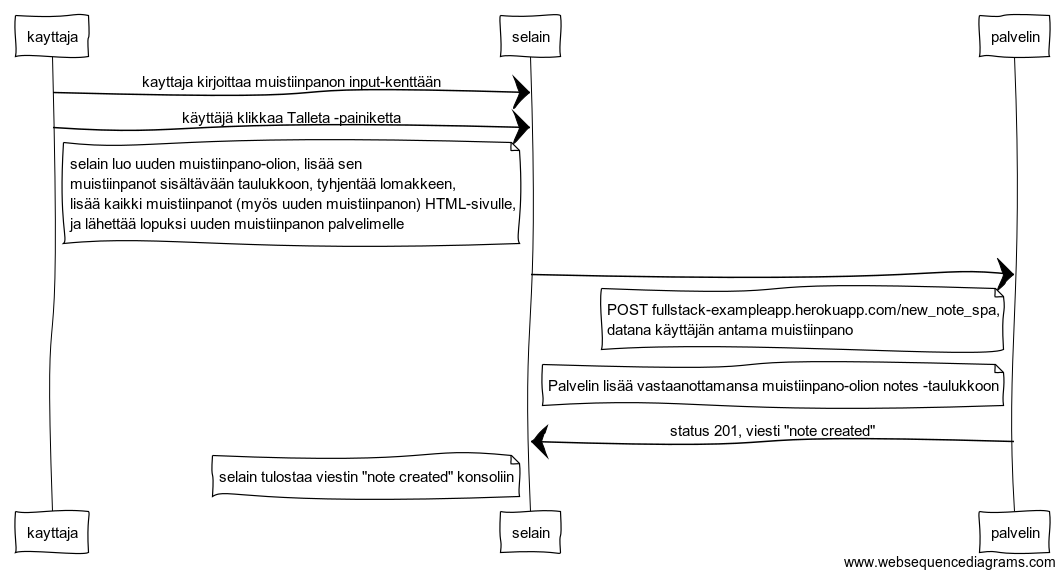 kayttaja selain palvelin
kayttaja kirjoittaa muistiinpanon input-kenttään
käyttäjä klikkaa Talleta -painiketta
selain luo uuden muistiinpano-olion, lisää sen
muistiinpanot sisältävään taulukkoon, tyhjentää lomakkeen,
lisää kaikki muistiinpanot (myös uuden muistiinpanon) HTML-sivulle,
ja lähettää lopuksi uuden muistiinpanon palvelimelle
POST fullstack-exampleapp.herokuapp.com/new_note_spa,
datana käyttäjän antama muistiinpano
Palvelin lisää vastaanottamansa muistiinpano-olion notes -taulukkoon
status 201, viesti "note created"
selain tulostaa viestin "note created" konsoliin
kayttaja selain palvelin
www.websequencediagrams.com